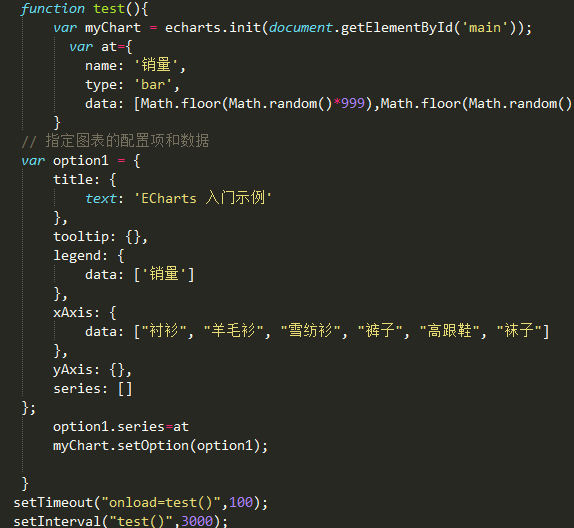 function test(){
var myChart = echarts.init(document.getElementById('main'));
var at={
name: '销量',
type: 'bar',
data: [Math.floor(Math.random()*999),Math.floor(Math.random()
}
// 指定图表的配置项和数据
var option1 = {
title: {
text: 'ECharts 入门示例'
},
tooltip: {},
legend: {
data: ['销量']
},
xAxis: {
data: ["衬衫", "羊毛衫", "雪纺衫", "裤子", "高跟鞋", "袜子"]
},
yAxis: {},
series: []
};
option1.series=at
myChart.setOption(option1);
}
setTimeout("onload=test()",100);
setInterval("test()",3000);